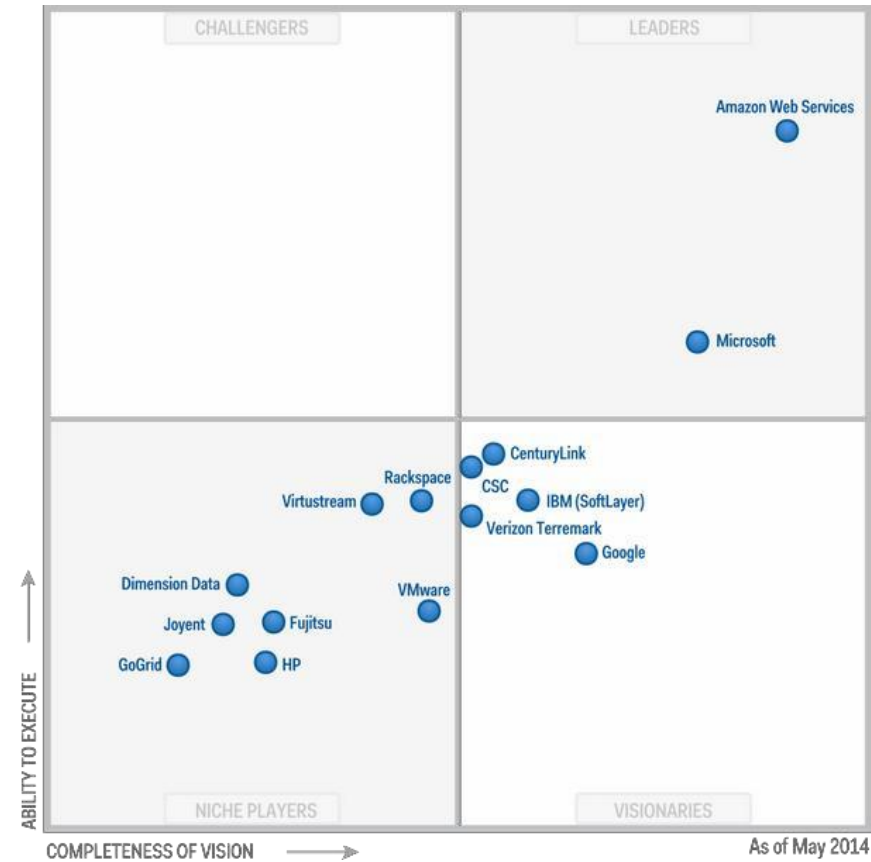 CHALLENGERS
LEADERS
Amazon Web Services
Microsoft
CenturyLink
CSC
Rackspace
Virtustream
IBM (SoftLayer)
Verizon Terremark
Google
Dimension Data
VMware
Joyent
Fujitsu
GoGrid
HP
NICHE PLAYERS
VISIONARIES
ABILITY TO EXECUTE
COMPLETENESS OF VISION
As of May 2014